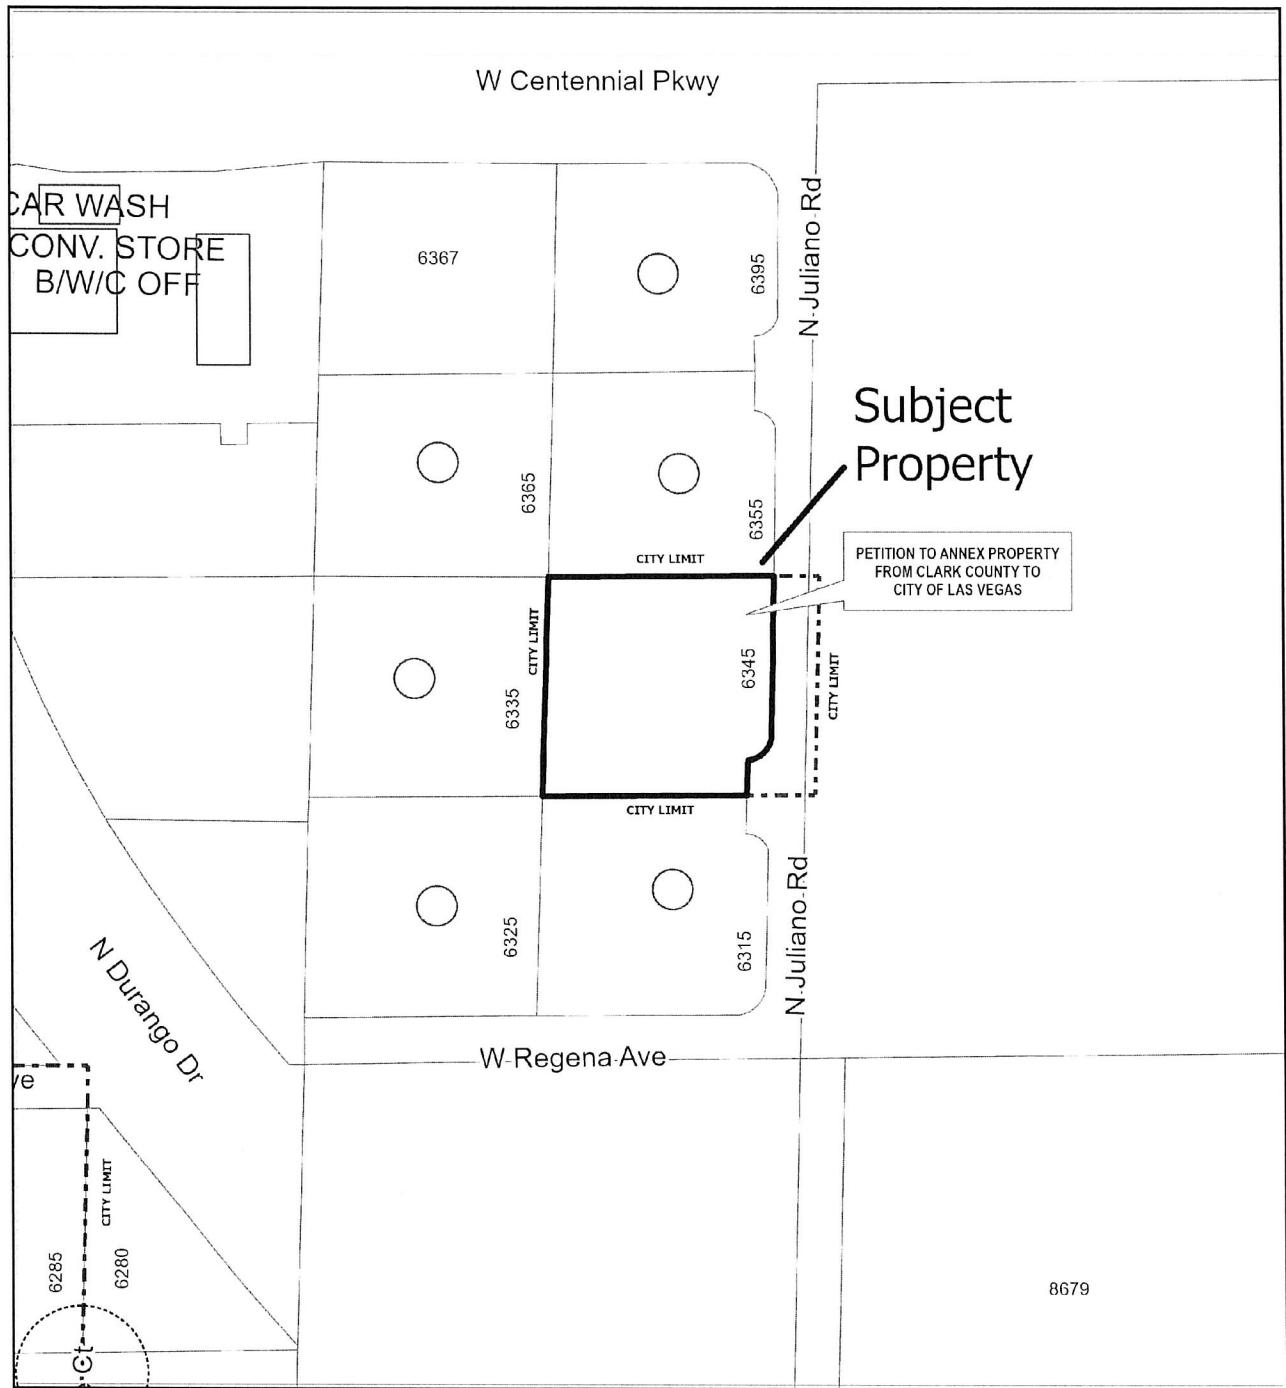 W Centennial Pkwy
CAR WASH
CONV. STORE
B/W/C OFF
6367
6395
N Juliano Rd
Subject
Property
6365
6355
CITY LIMIT
PETITION TO ANNEX PROPERTY
FROM CLARK COUNTY TO
CITY OF LAS VEGAS
CITY LIMIT
6335
6345
CITY LIMIT
CITY LIMIT
6325
6315
N Juliano Rd
N Durango Dr
W Regena Ave
ve
CITY LIMIT
6285
6280
8679
Ct